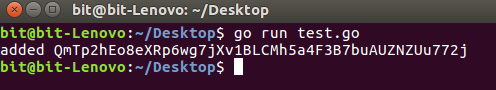 bit@bit-Lenovo: ~/Desktop
bit@bit-Lenovo:~/Desktop$ go run test.go
added QmTp2hEo8eXRp6wg7jXv1BLCMh5a4F3B7buAUZNZUu772j
bit@bit-Lenovo:~/Desktop$